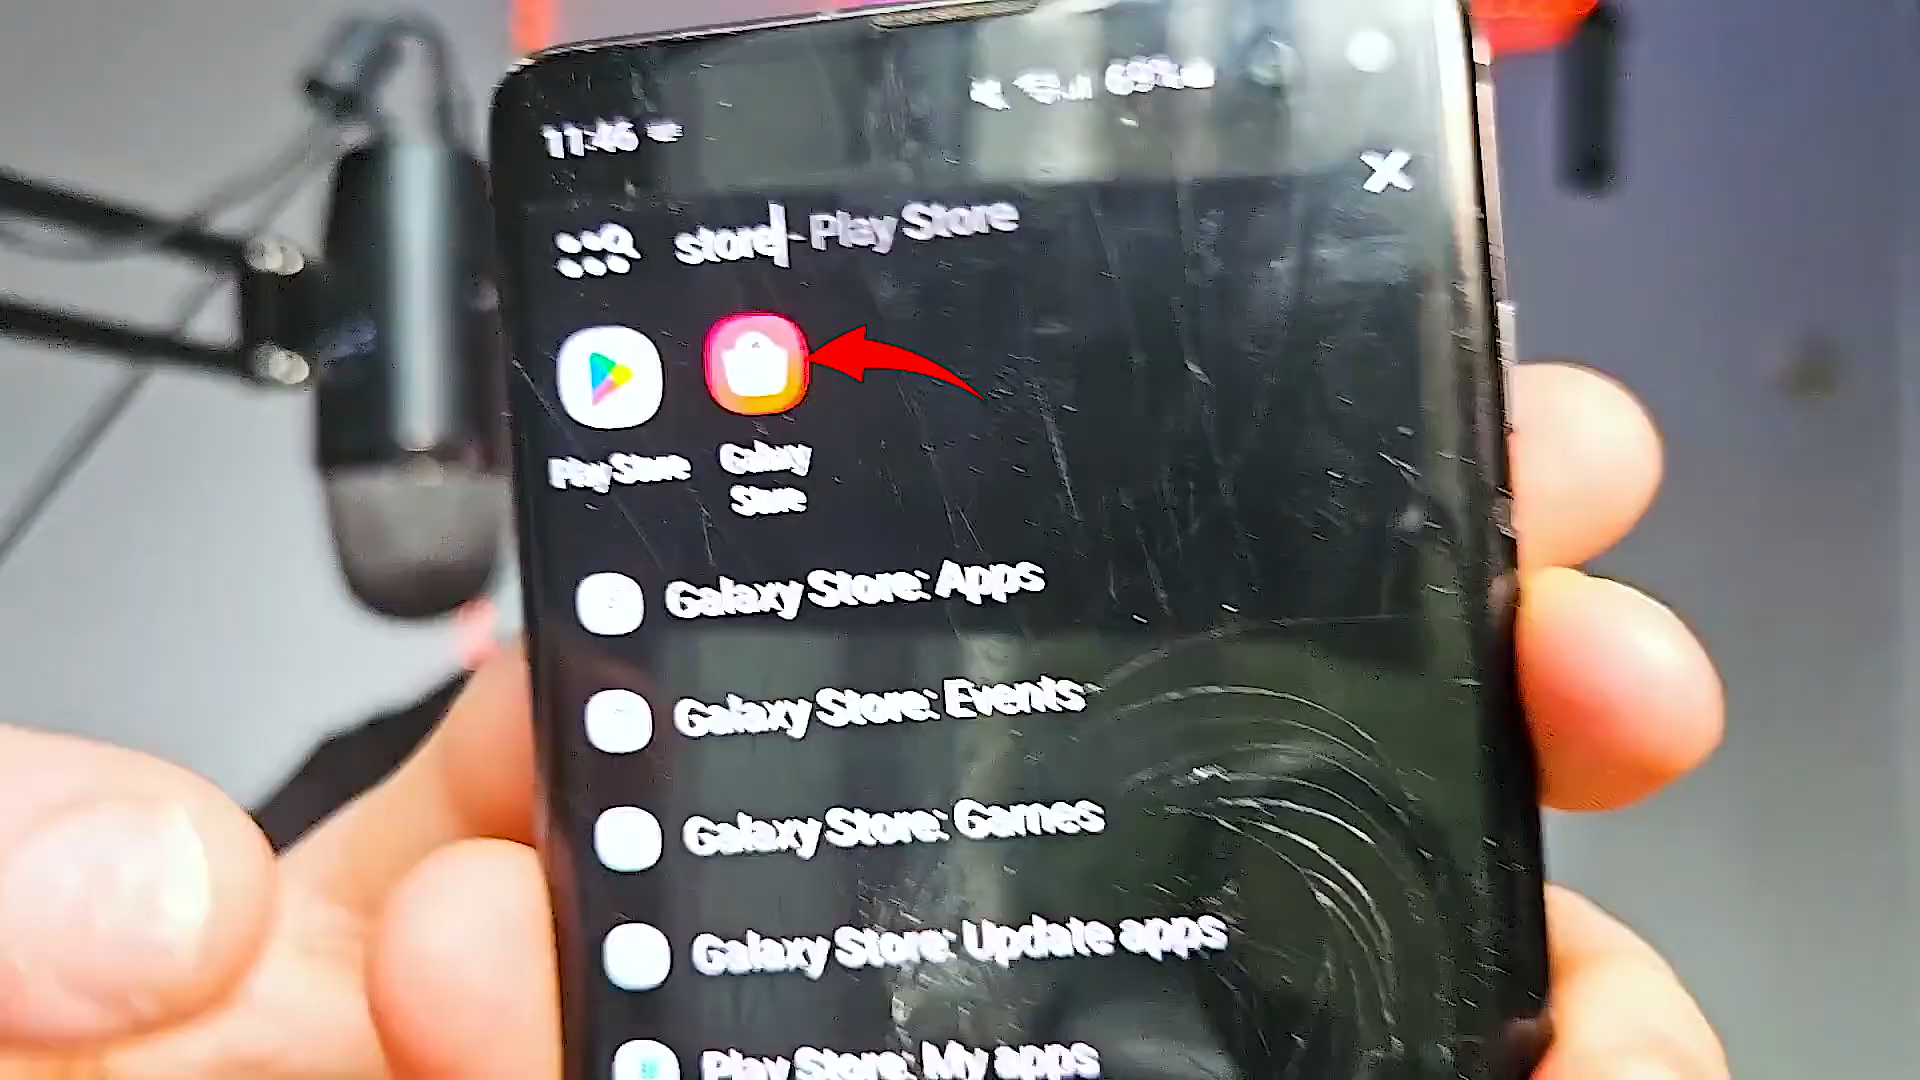 11:46
69%
store - Play Store
Play Store
Galaxy
Store
Galaxy Store: Apps
Galaxy Store: Events
Galaxy Store: Games
Galaxy Store: Update apps
Play Store: My apps